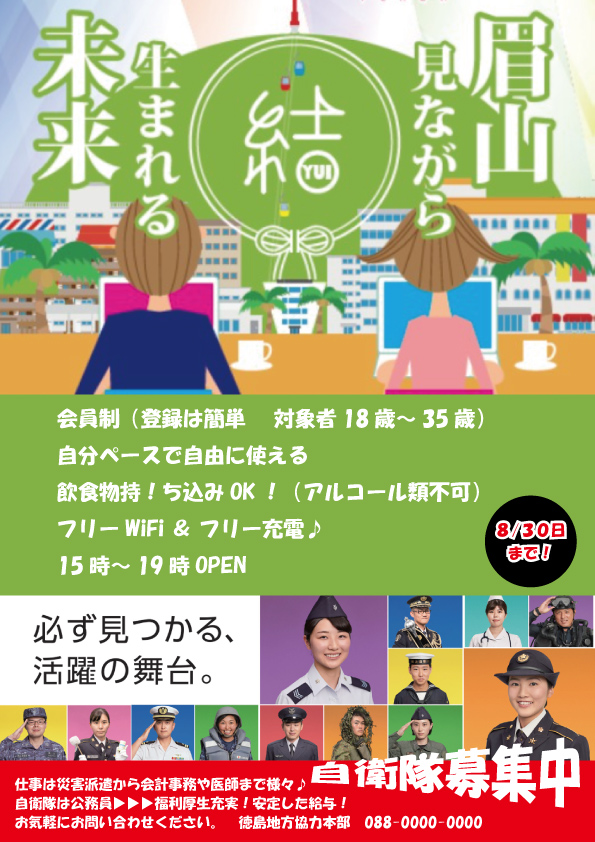 眉山
見ながら
生まれる
未来
結
YUI
会員制（登録は簡単　対象者 18歳～ 35歳）
自分ペースで自由に使える
飲食物持！ち込み OK ！（アルコール類不可）
フリー WiFi & フリー充電♪
15時～ 19時 OPEN
8/30日
まで！
必ず見つかる、
活躍の舞台。
自衛隊募集中
仕事は災害派遣から会計事務や医師まで様々♪
自衛隊は公務員▶▶▶福利厚生充実！安定した給与！
お気軽にお問い合わせください。　徳島地方協力本部　088-0000-0000